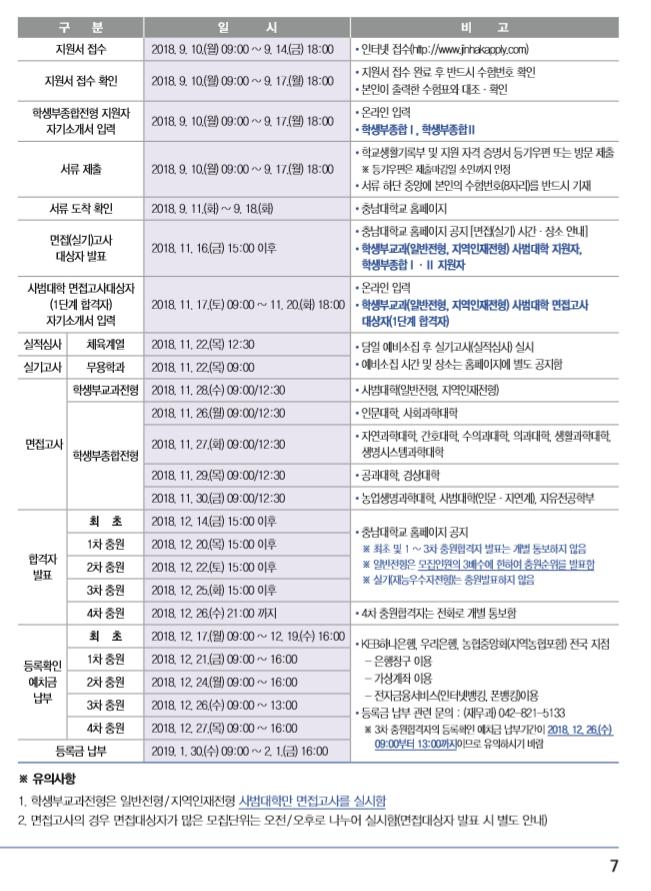 구 분 일 시 비 고
지원서 접수 2018. 9. 10.(월) 09:00 ~ 9. 14.(금) 18:00 • 인터넷 접수(http://www.jinhakapply.com)
지원서 접수 확인 2018. 9. 10.(월) 09:00 ~ 9. 17.(월) 18:00 • 지원서 접수 완료 후 반드시 수험번호 확인
• 본인이 출력한 수험표와 대조 · 확인
학생부종합전형 지원자
자기소개서 입력 2018. 9. 10.(월) 09:00 ~ 9. 17.(월) 18:00 • 온라인 입력
• 학생부종합Ⅰ, 학생부종합Ⅱ
서류 제출 2018. 9. 10.(월) 09:00 ~ 9. 17.(월) 18:00 • 학교생활기록부 및 지원 자격 증명서 등기우편 또는 방문 제출
※ 등기우편은 제출마감일 소인까지 인정
• 서류 하단 중앙에 본인의 수험번호(8자리)를 반드시 기재
서류 도착 확인 2018. 9. 11.(화) ~ 9. 18.(화) • 충남대학교 홈페이지
면접(실기)고사
대상자 발표 2018. 11. 16.(금) 15:00 이후 • 충남대학교 홈페이지 공지 [면접(실기) 시간 · 장소 안내]
• 학생부교과(일반전형, 지역인재전형) 사범대학 지원자,
학생부종합Ⅰ · Ⅱ 지원자
사범대학 면접고사대상자
(1단계 합격자)
자기소개서 입력 2018. 11. 17.(토) 09:00 ~ 11. 20.(화) 18:00 • 온라인 입력
• 학생부교과(일반전형, 지역인재전형) 사범대학 면접고사
대상자(1단계 합격자)
실적심사 체육계열 2018. 11. 22.(목) 12:30 • 당일 예비소집 후 실기고사(실적심사) 실시
실기고사 무용학과 2018. 11. 22.(목) 09:00 • 예비소집 시간 및 장소는 홈페이지에 별도 공지함
면접고사 학생부교과전형 2018. 11. 28.(수) 09:00/12:30 • 사범대학(일반전형, 지역인재전형)
학생부종합전형 2018. 11. 26.(월) 09:00/12:30 • 인문대학, 사회과학대학
2018. 11. 27.(화) 09:00/12:30 • 자연과학대학, 간호대학, 수의과대학, 의과대학, 생활과학대학,
생명시스템과학대학
2018. 11. 29.(목) 09:00/12:30 • 공과대학, 경상대학
2018. 11. 30.(금) 09:00/12:30 • 농업생명과학대학, 사범대학(인문 · 자연계), 자유전공학부
합격자
발표 최 초 2018. 12. 14.(금) 15:00 이후 • 충남대학교 홈페이지 공지
1차 충원 2018. 12. 20.(목) 15:00 이후 ※ 최초 및 1 ~ 3차 충원합격자 발표는 개별 통보하지 않음
2차 충원 2018. 12. 22.(토) 15:00 이후 ※ 일반전형은 모집인원의 3배수에 한하여 충원순위를 발표함
3차 충원 2018. 12. 25.(화) 15:00 이후 ※ 실기(재능우수자전형)는 충원발표하지 않음
4차 충원 2018. 12. 26.(수) 21:00 까지 • 4차 충원합격자는 전화로 개별 통보함
등록확인
예치금
납부 최 초 2018. 12. 17.(월) 09:00 ~ 12. 19.(수) 16:00 • KEB하나은행, 우리은행, 농협중앙회(지역농협포함) 전국 지점
1차 충원 2018. 12. 21.(금) 09:00 ~ 16:00 – 은행창구 이용
2차 충원 2018. 12. 24.(월) 09:00 ~ 16:00 – 가상계좌 이용
– 전자금융서비스(인터넷뱅킹, 폰뱅킹)이용
3차 충원 2018. 12. 26.(수) 09:00 ~ 13:00 • 등록금 납부 관련 문의 : (재무과) 042-821-5133
4차 충원 2018. 12. 27.(목) 09:00 ~ 16:00 ※ 3차 충원합격자의 등록확인 예치금 납부기간이 2018. 12. 26.(수)
등록금 납부 2019. 1. 30.(수) 09:00 ~ 2. 1.(금) 16:00 09:00부터 13:00까지이므로 유의하시기 바람
※ 유의사항
1. 학생부교과전형은 일반전형/지역인재전형 사범대학만 면접고사를 실시함
2. 면접고사의 경우 면접대상자가 많은 모집단위는 오전/오후로 나누어 실시함(면접대상자 발표 시 별도 안내)
7